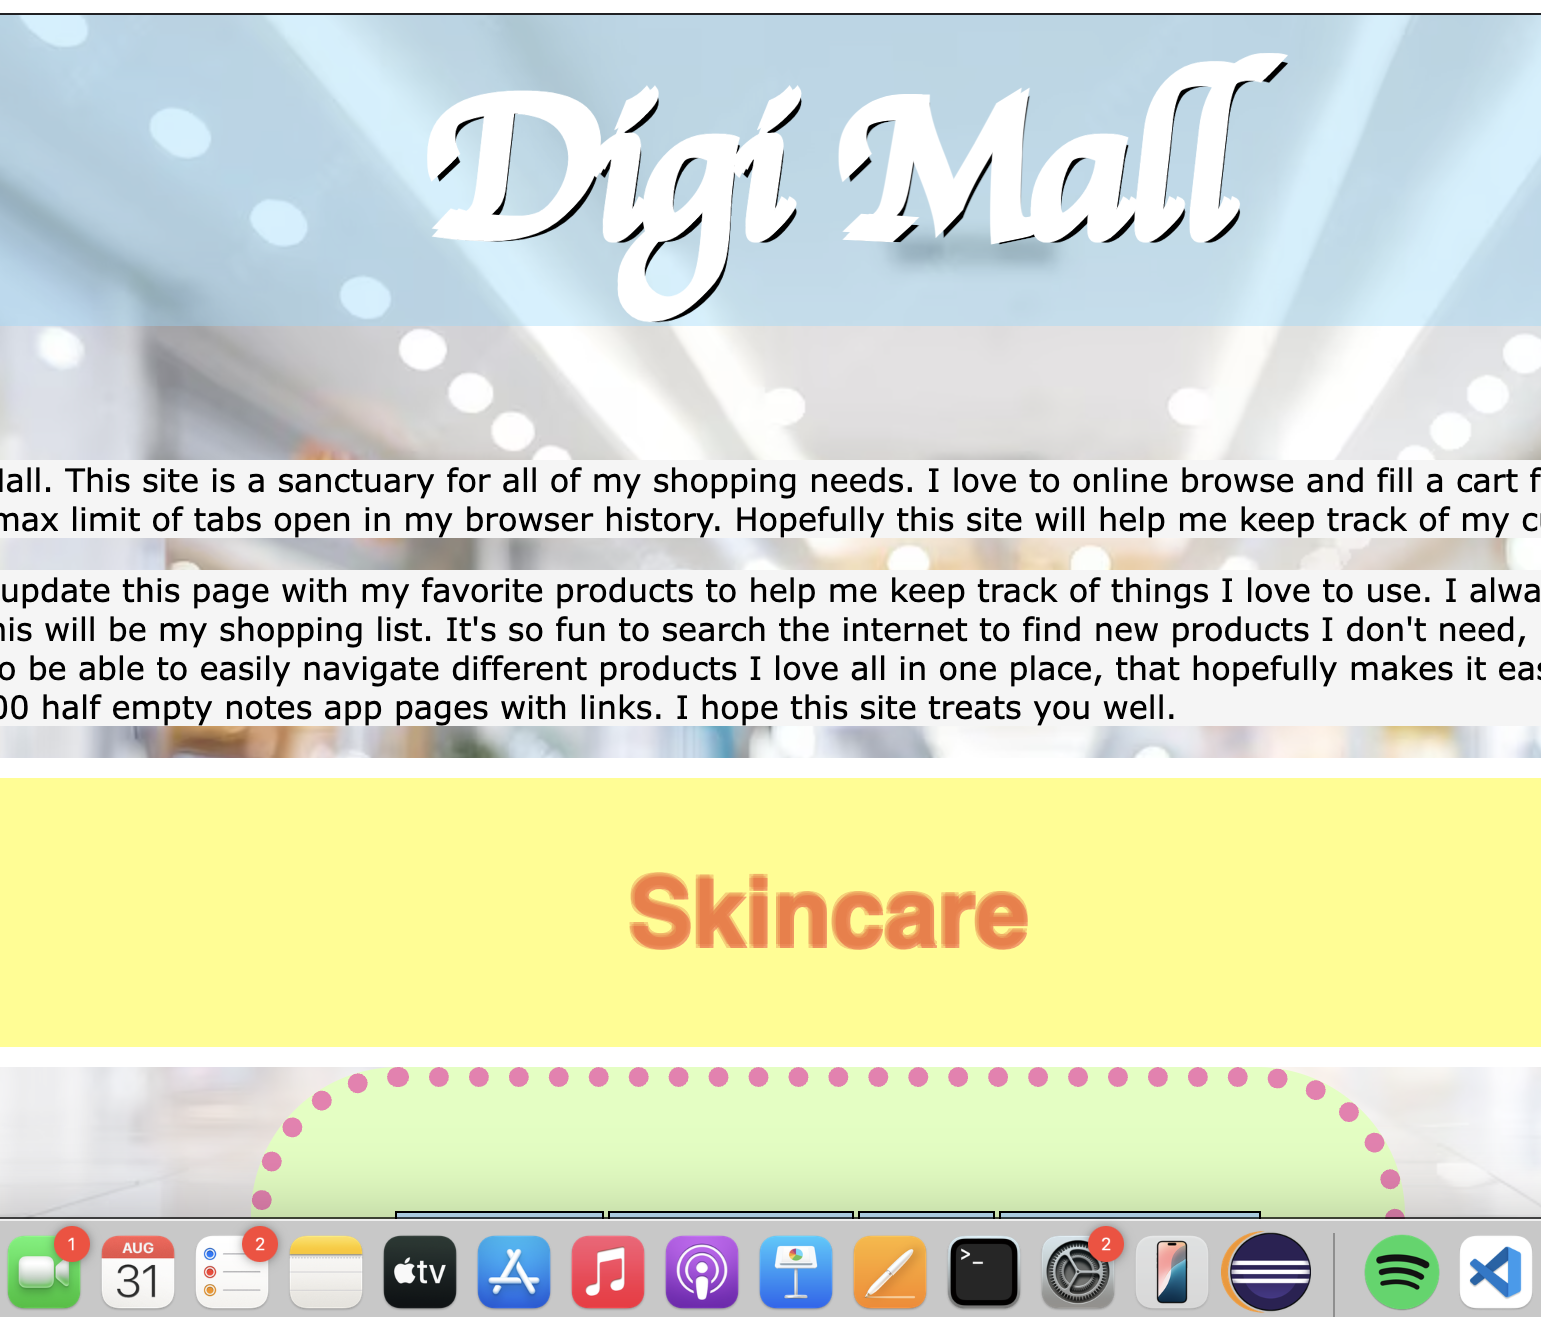 Digi Mall
Mall. This site is a sanctuary for all of my shopping needs. I love to online browse and fill a cart f
max limit of tabs open in my browser history. Hopefully this site will help me keep track of my c
update this page with my favorite products to help me keep track of things I love to use. I alwa
his will be my shopping list. It's so fun to search the internet to find new products I don't need,
o be able to easily navigate different products I love all in one place, that hopefully makes it eas
00 half empty notes app pages with links. I hope this site treats you well.
Skincare
1
AUG
31
2
tv
>_
2